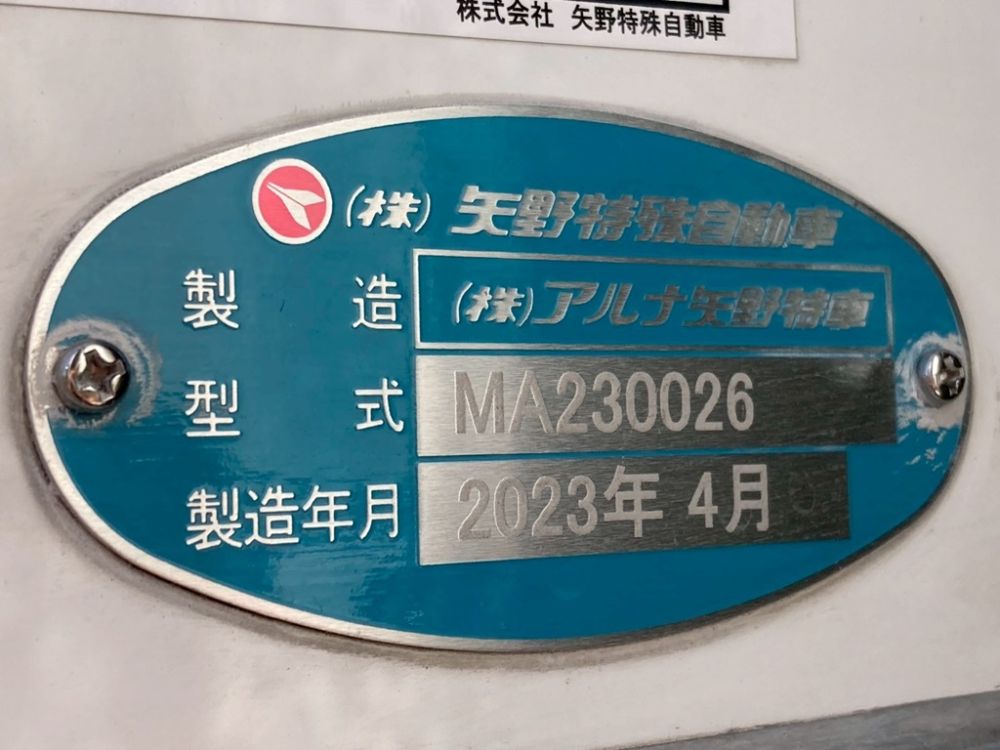 株式会社 矢野特殊自動車
(株) 矢野特殊自動車
製造 (株)アルナ矢野特車
型式 MA230026
製造年月 2023年 4月